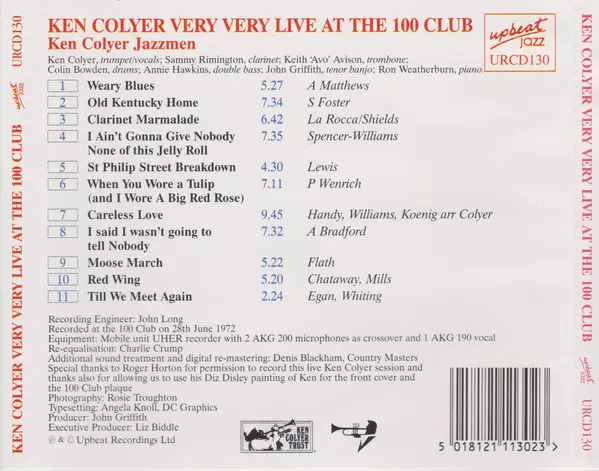 KEN COLYER VERY VERY LIVE AT THE 100 CLUB
Ken Colyer Jazzmen
Ken Colyer, trumpet/vocals; Sammy Rimington, clarinet; Keith 'Avo' Avison, trombone;
Colin Bowden, drums; Annie Hawkins, double bass; John Griffith, tenor banjo; Ron Weatherburn, piano.
upbeat
jazz
URCD130
1 Weary Blues 5.27 A Matthews
2 Old Kentucky Home 7.34 S Foster
3 Clarinet Marmalade 6.42 La Rocca/Shields
4 I Ain't Gonna Give Nobody 7.35 Spencer-Williams
None of this Jelly Roll
5 St Philip Street Breakdown 4.30 Lewis
6 When You Wore a Tulip 7.11 P Wenrich
(and I Wore A Big Red Rose)
7 Careless Love 9.45 Handy, Williams, Koenig arr Colyer
8 I said I wasn't going to 7.32 A Bradford
tell Nobody
9 Moose March 5.22 Flath
10 Red Wing 5.20 Chataway, Mills
11 Till We Meet Again 2.24 Egan, Whiting
Recording Engineer: John Long
Recorded at the 100 Club on 28th June 1972
Equipment: Mobile unit UHER recorder with 2 AKG 200 microphones as crossover and 1 AKG 190 vocal
Re-equalisation: Charlie Crump
Additional sound treatment and digital re-mastering: Denis Blackham, Country Masters
Special thanks to Roger Horton for permission to record this live Ken Colyer session and
thanks also for allowing us to use his Diz Disley painting of Ken for the front cover and
the 100 Club plaque
Photography: Rosie Troughton
Typesetting: Angela Knoll, DC Graphics
Producer: John Griffith
Executive Producer: Liz Biddle
℗ & © Upbeat Recordings Ltd
KEN
COLYER
TRUST
5 018121 113023 >
KEN COLYER VERY VERY LIVE AT THE 100 CLUB
upbeat
jazz
URCD130
KEN COLYER VERY VERY LIVE AT THE 100 CLUB
upbeat
jazz
URCD130